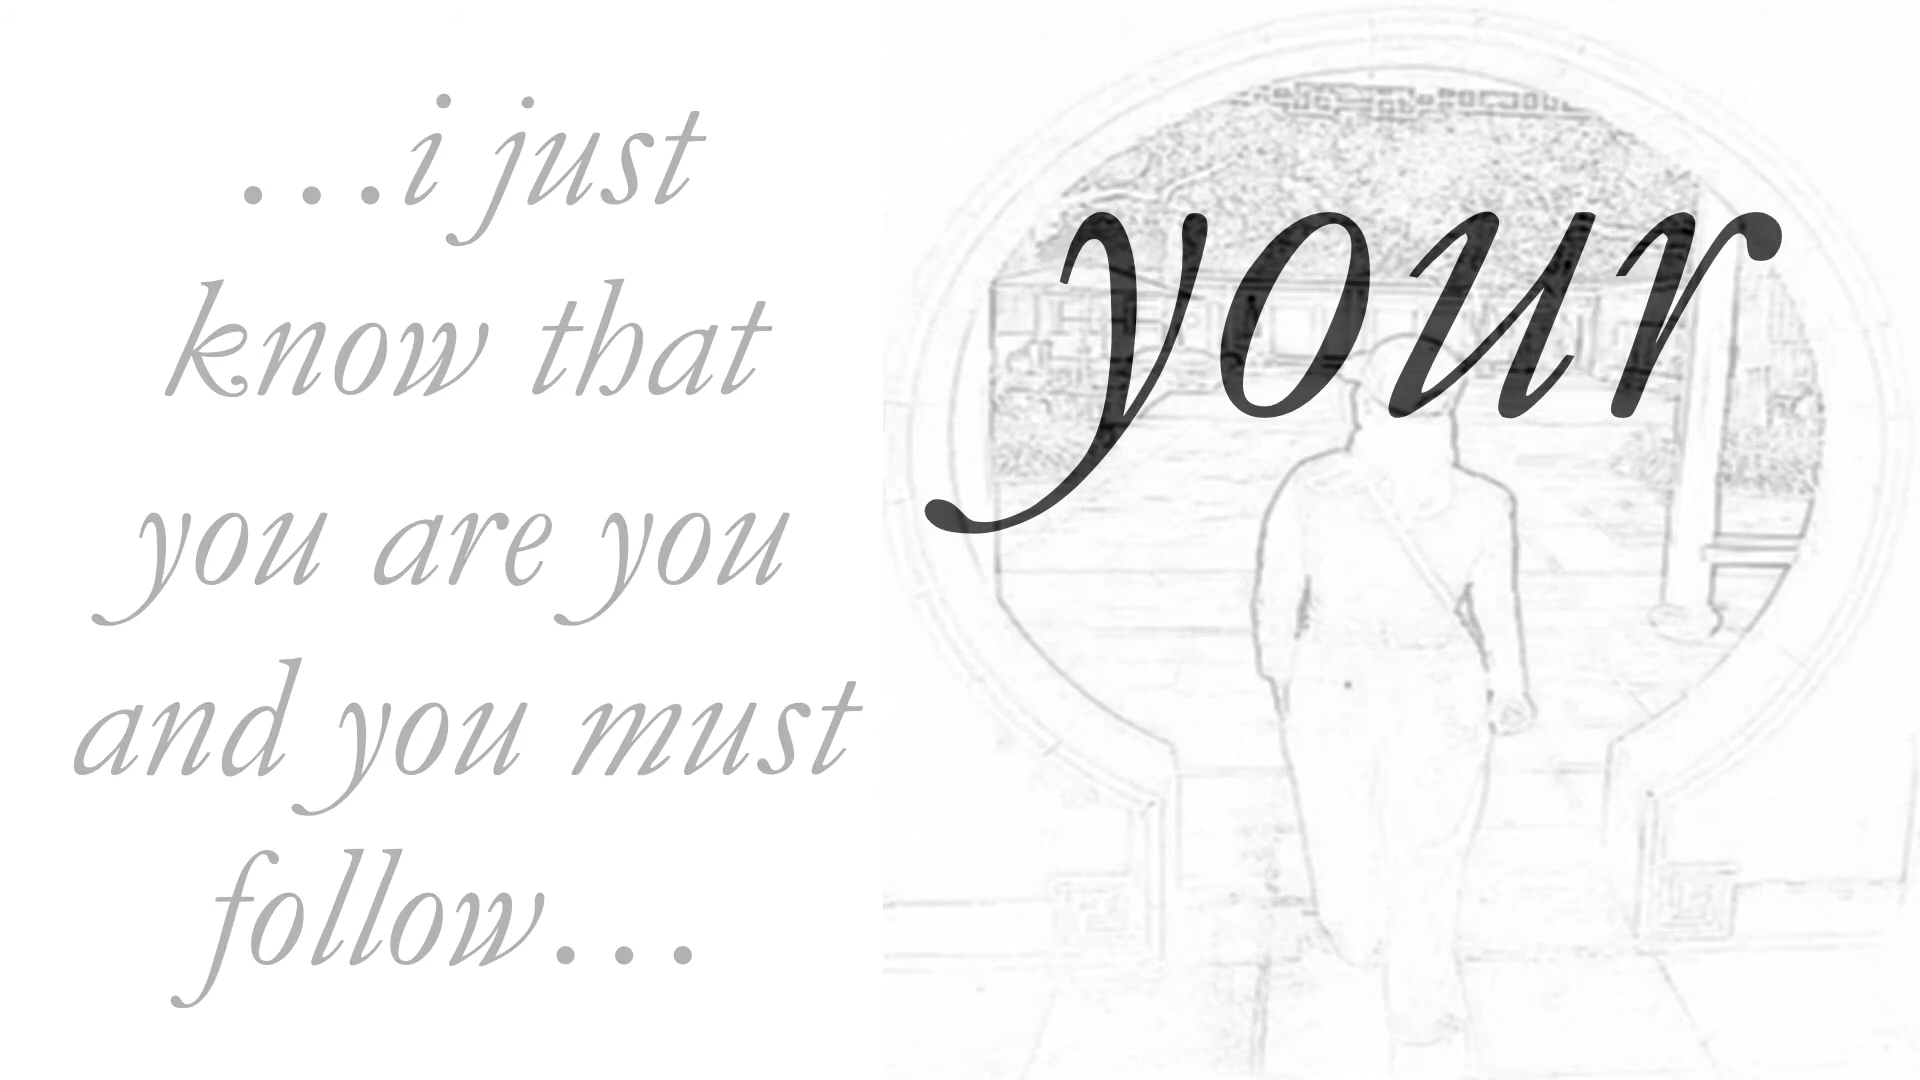 …i just
know that
you are you
and you must
follow…
your